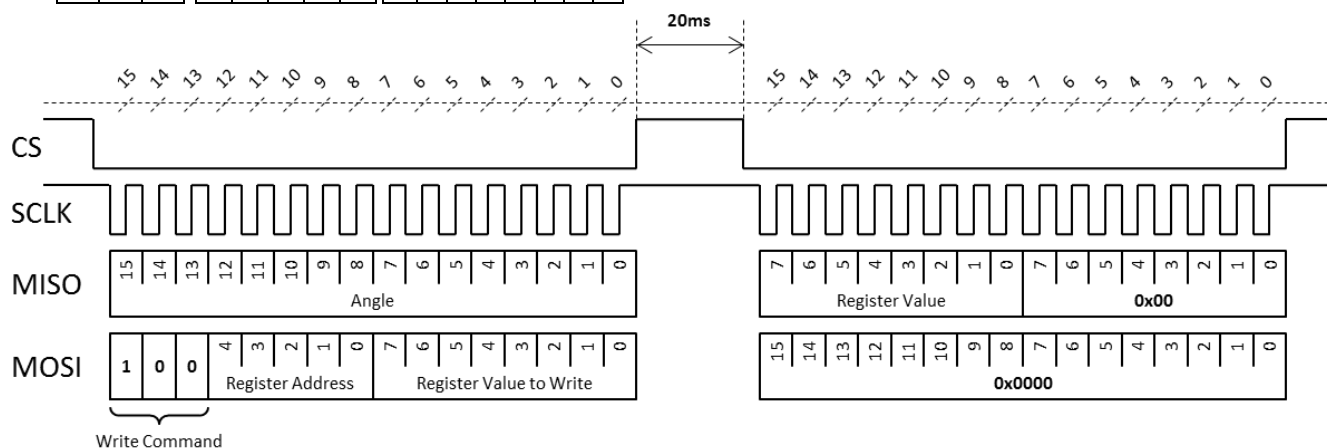 20ms
15 14 13 12 11 10 9 8 7 6 5 4 3 2 1 0 15 14 13 12 11 10 9 8 7 6 5 4 3 2 1 0
CS
SCLK
MISO 15 14 13 12 11 10 9 8 7 6 5 4 3 2 1 0 7 6 5 4 3 2 1 0 7 6 5 4 3 2 1 0
Angle Register Value 0x00
MOSI 1 0 0 4 3 2 1 0 7 6 5 4 3 2 1 0 15 14 13 12 11 10 9 8 7 6 5 4 3 2 1 0
Register Address Register Value to Write 0x0000
Write Command